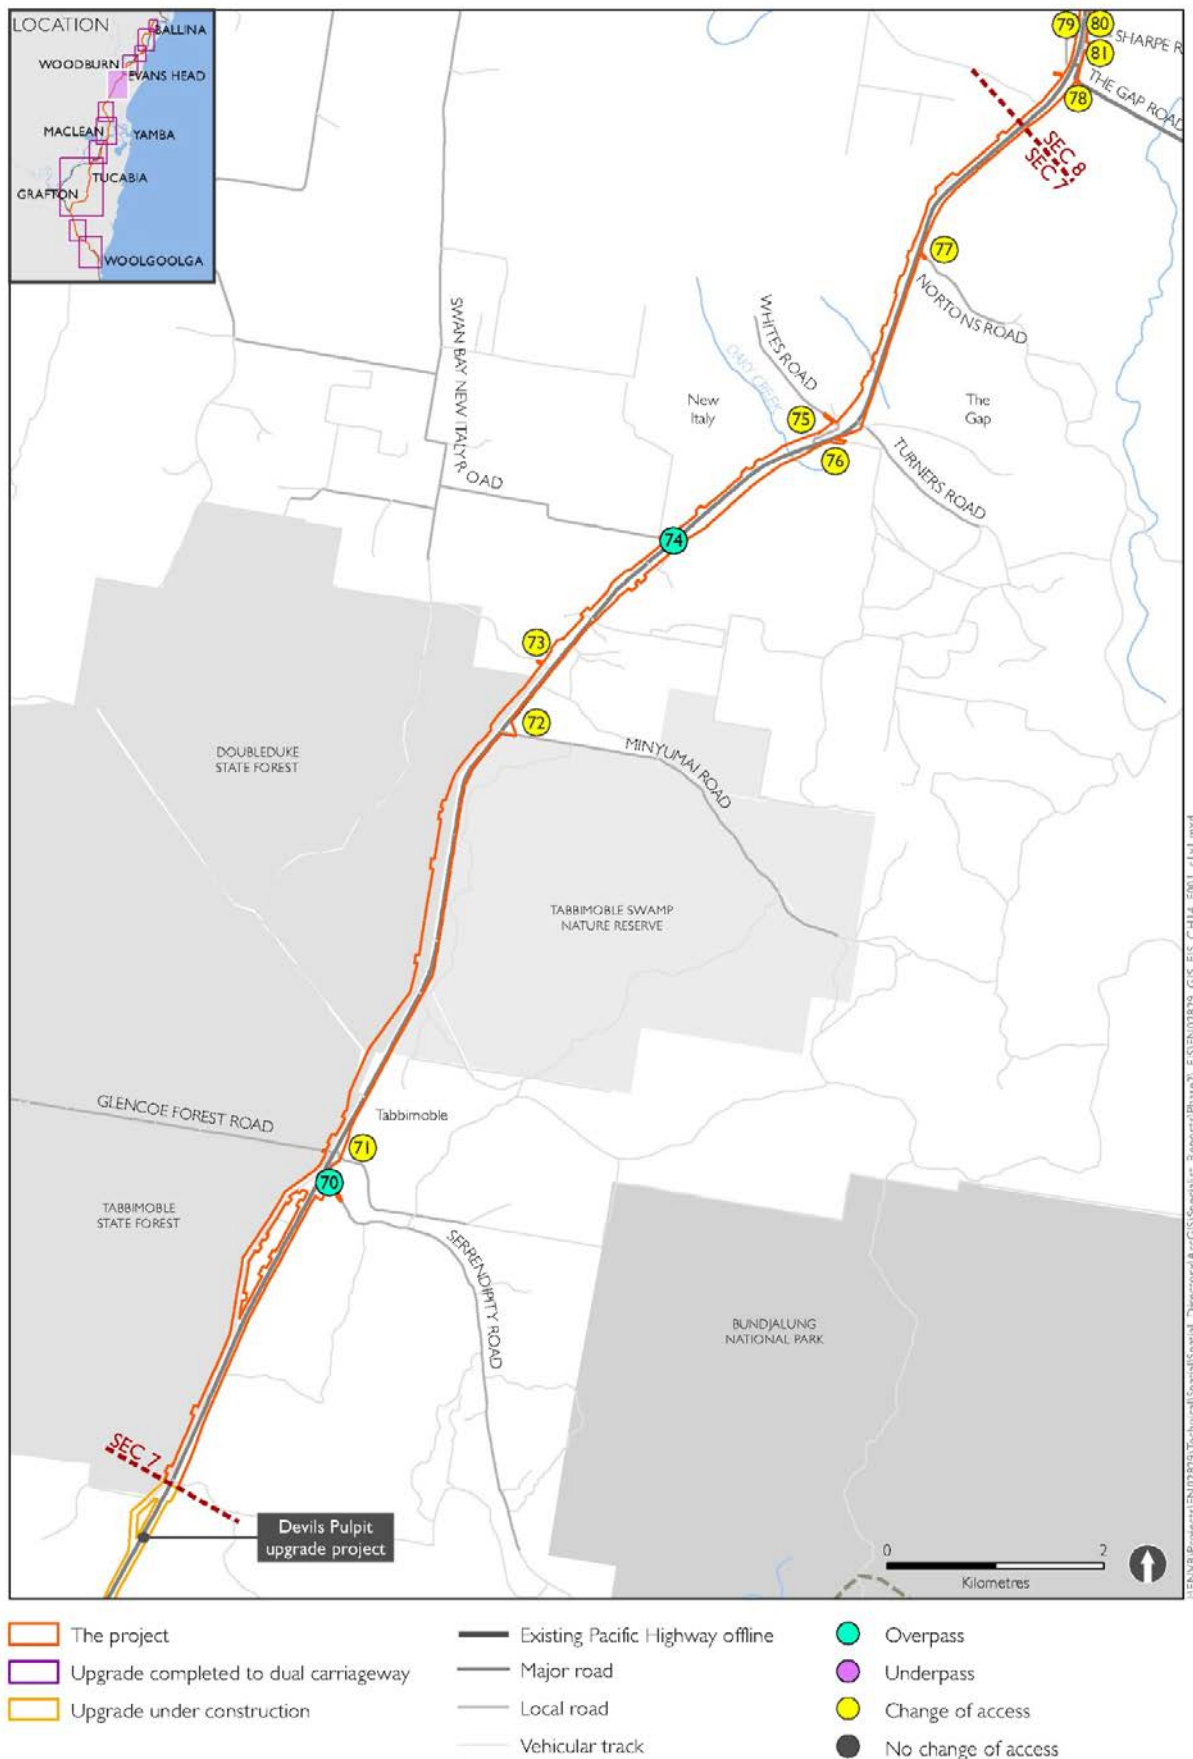 LOCATION
BALLINA
WOODBURN
EVANS HEAD
MACLEAN
YAMBA
TUCABIA
GRAFTON
WOOLGOOLGA
79
80
SHARPE R
81
THE GAP ROAD
78
SEC 8
SEC 7
77
NORTONS ROAD
WHITES ROAD
OAKY CREEK
SWAN BAY NEW ITALY ROAD
New
Italy
The
Gap
75
76
TURNERS ROAD
74
73
72
MINYUMAI ROAD
DOUBLEDUKE
STATE FOREST
TABBIMOBLE SWAMP
NATURE RESERVE
GLENCOE FOREST ROAD
Tabbimoble
71
70
TABBIMOBLE
STATE FOREST
SERRENDIPITY ROAD
BUNDJALUNG
NATIONAL PARK
SEC 7
Devils Pulpit
upgrade project
0 2
Kilometres
The project
Upgrade completed to dual carriageway
Upgrade under construction
Existing Pacific Highway offline
Major road
Local road
Vehicular track
Overpass
Underpass
Change of access
No change of access